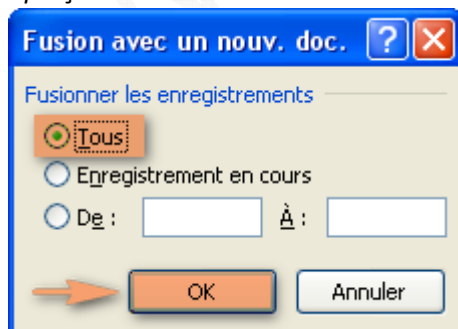 Fusion avec un nouv. doc.
Fusionner les enregistrements
Tous
Enregistrement en cours
De : À :
OK Annuler